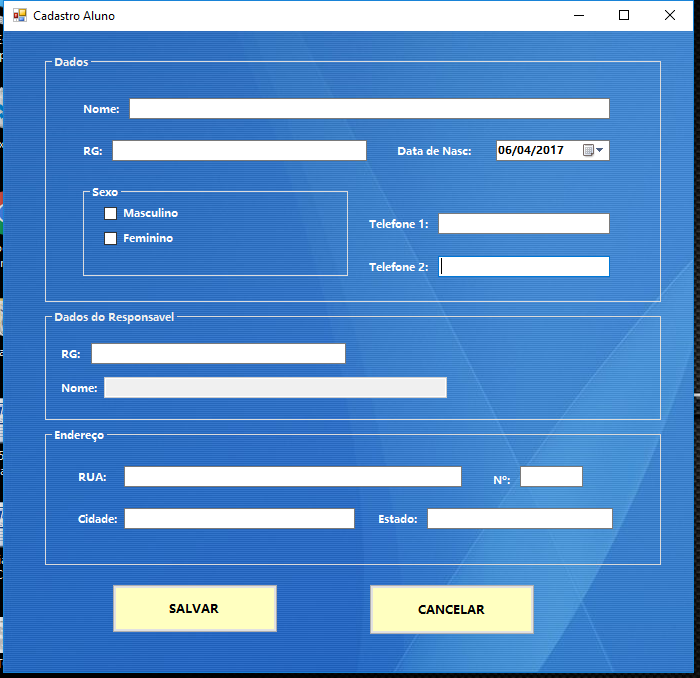 Cadastro Aluno
Dados
Nome:
RG:
Data de Nasc:
06/04/2017
Sexo
Masculino
Feminino
Telefone 1:
Telefone 2:
Dados do Responsavel
RG:
Nome:
Endereço
RUA:
Nº:
Cidade:
Estado:
SALVAR
CANCELAR